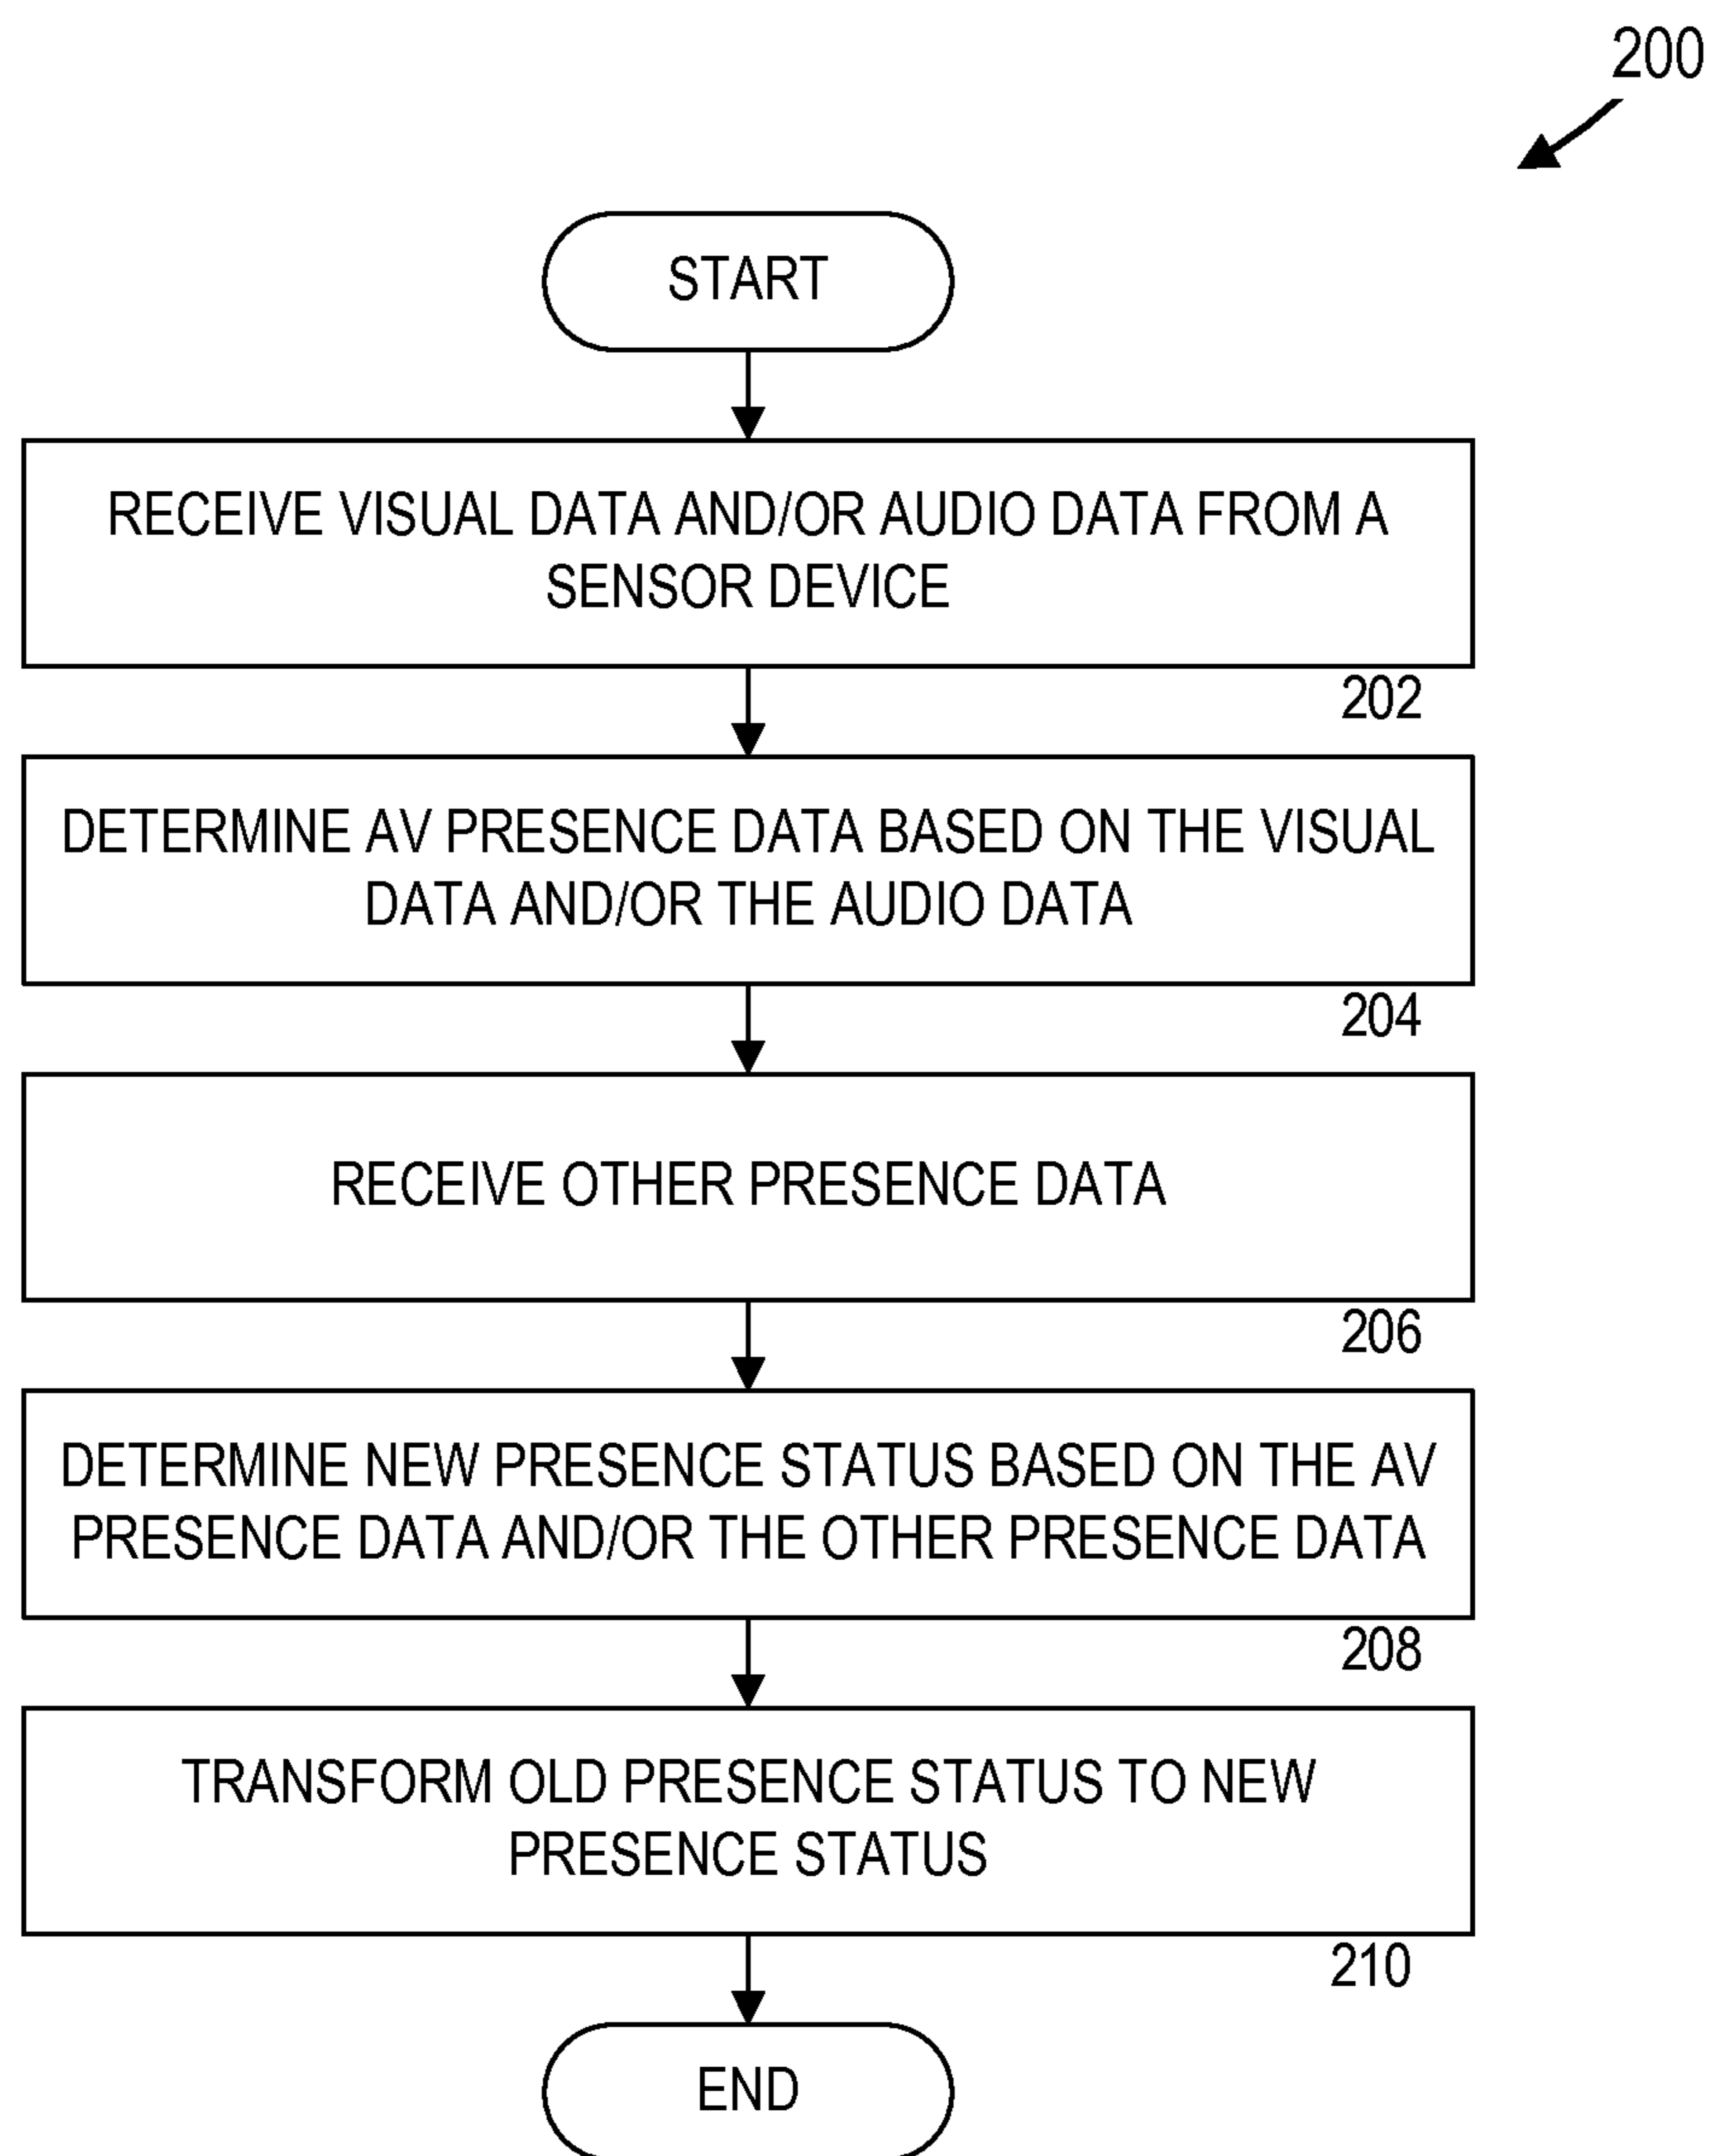 200
START
RECEIVE VISUAL DATA AND/OR AUDIO DATA FROM A
SENSOR DEVICE
202
DETERMINE AV PRESENCE DATA BASED ON THE VISUAL
DATA AND/OR THE AUDIO DATA
204
RECEIVE OTHER PRESENCE DATA
206
DETERMINE NEW PRESENCE STATUS BASED ON THE AV
PRESENCE DATA AND/OR THE OTHER PRESENCE DATA
208
TRANSFORM OLD PRESENCE STATUS TO NEW
PRESENCE STATUS
210
END